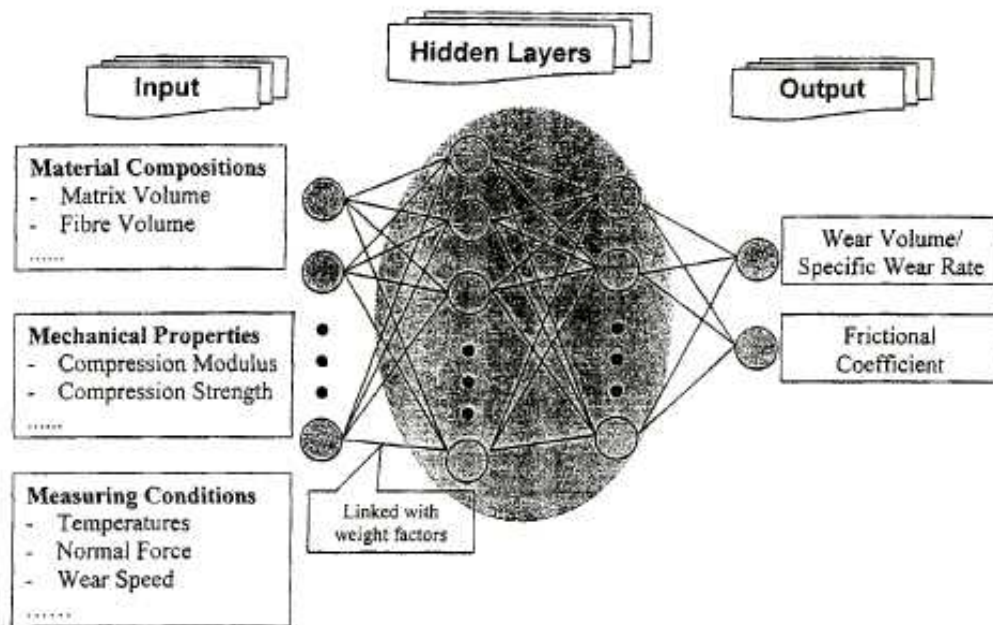 Input
Hidden Layers
Output
Material Compositions
- Matrix Volume
- Fibre Volume
......
Mechanical Properties
- Compression Modulus
- Compression Strength
......
Measuring Conditions
- Temperatures
- Normal Force
- Wear Speed
......
Linked with
weight factors
Wear Volume/
Specific Wear Rate
Frictional
Coefficient